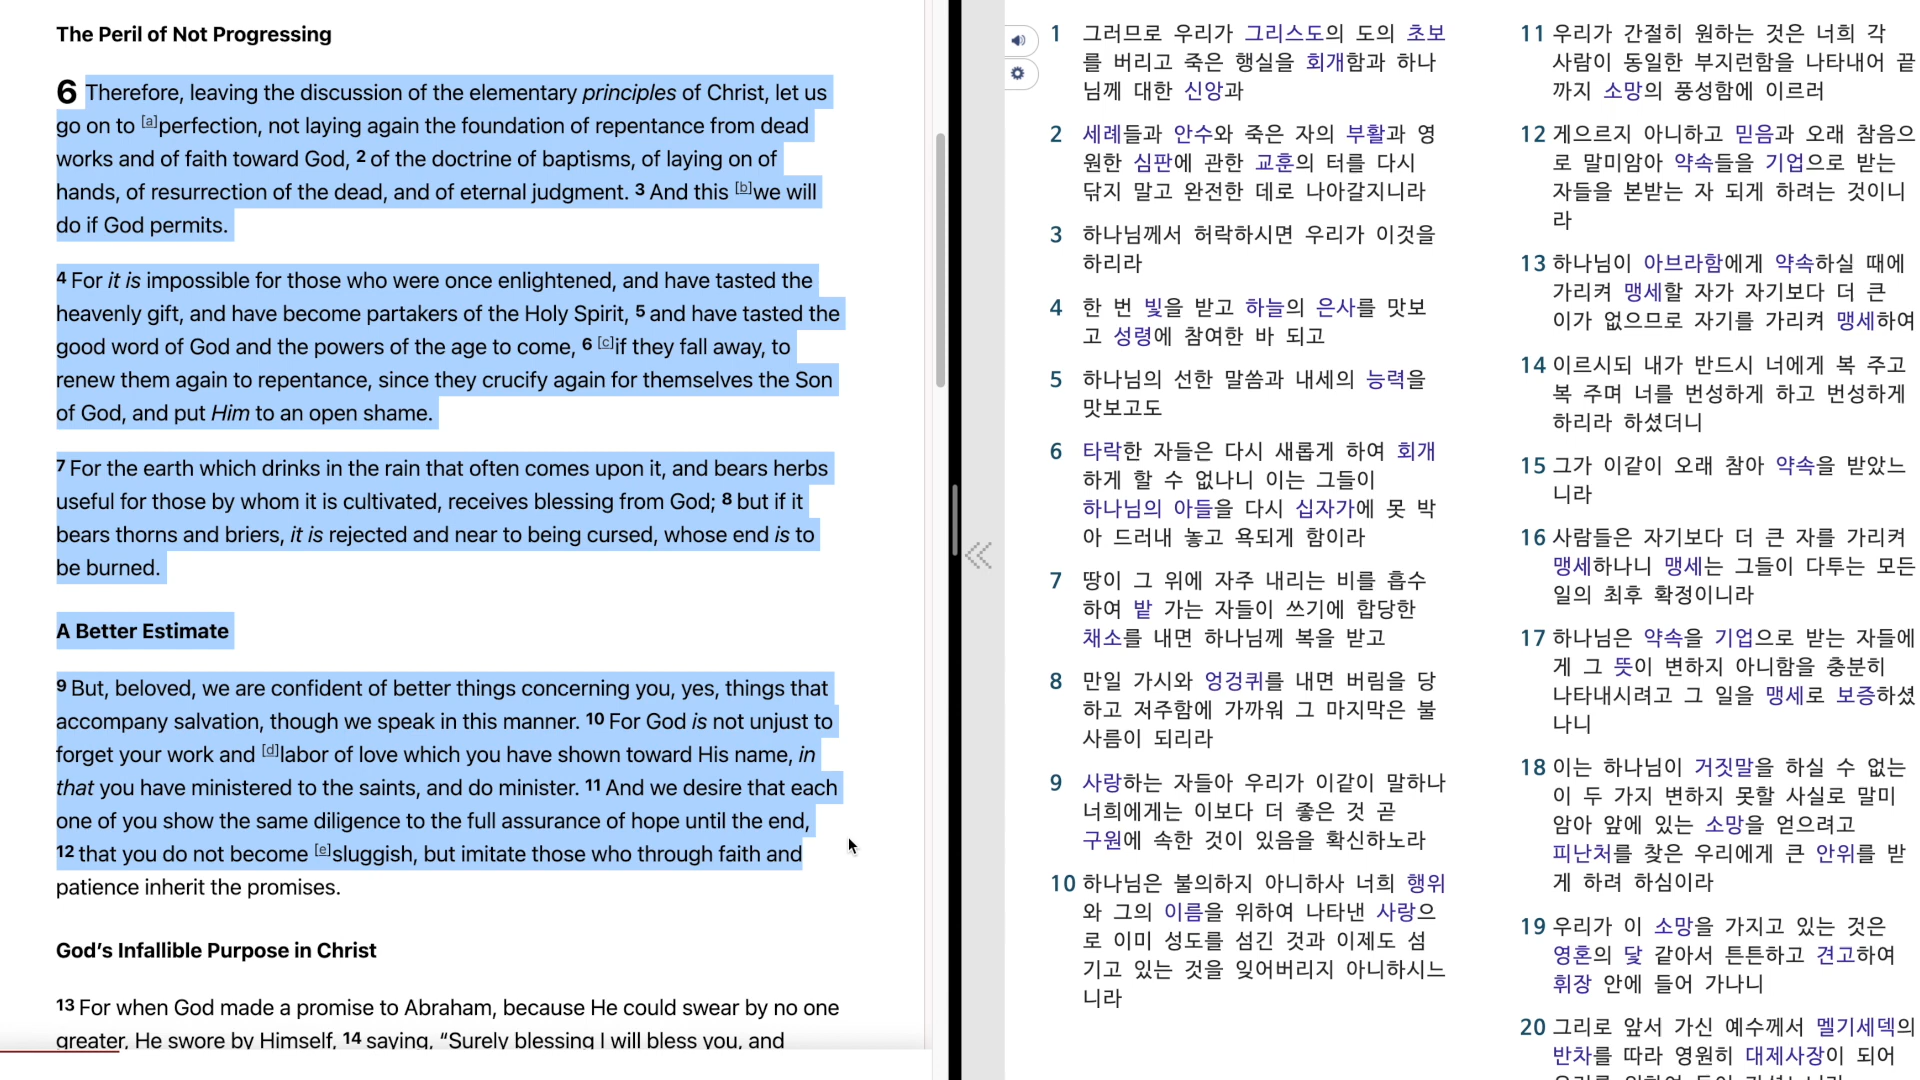 The Peril of Not Progressing
6 Therefore, leaving the discussion of the elementary principles of Christ, let us
go on to [a]perfection, not laying again the foundation of repentance from dead
works and of faith toward God, 2 of the doctrine of baptisms, of laying on of
hands, of resurrection of the dead, and of eternal judgment. 3 And this [b]we will
do if God permits.
4 For it is impossible for those who were once enlightened, and have tasted the
heavenly gift, and have become partakers of the Holy Spirit, 5 and have tasted the
good word of God and the powers of the age to come, 6 [c]if they fall away, to
renew them again to repentance, since they crucify again for themselves the Son
of God, and put Him to an open shame.
7 For the earth which drinks in the rain that often comes upon it, and bears herbs
useful for those by whom it is cultivated, receives blessing from God; 8 but if it
bears thorns and briers, it is rejected and near to being cursed, whose end is to
be burned.
A Better Estimate
9 But, beloved, we are confident of better things concerning you, yes, things that
accompany salvation, though we speak in this manner. 10 For God is not unjust to
forget your work and [d]labor of love which you have shown toward His name, in
that you have ministered to the saints, and do minister. 11 And we desire that each
one of you show the same diligence to the full assurance of hope until the end,
12 that you do not become [e]sluggish, but imitate those who through faith and
patience inherit the promises.
God’s Infallible Purpose in Christ
13 For when God made a promise to Abraham, because He could swear by no one
greater, He swore by Himself, 14 saying, “Surely blessing I will bless you, and
1 그러므로 우리가 그리스도의 도의 초보
를 버리고 죽은 행실을 회개함과 하나
님께 대한 신앙과
2 세례들과 안수와 죽은 자의 부활과 영
원한 심판에 관한 교훈의 터를 다시
닦지 말고 완전한 데로 나아갈지니라
3 하나님께서 허락하시면 우리가 이것을
하리라
4 한 번 빛을 받고 하늘의 은사를 맛보
고 성령에 참여한 바 되고
5 하나님의 선한 말씀과 내세의 능력을
맛보고도
6 타락한 자들은 다시 새롭게 하여 회개
하게 할 수 없나니 이는 그들이
하나님의 아들을 다시 십자가에 못 박
아 드러내 놓고 욕되게 함이라
7 땅이 그 위에 자주 내리는 비를 흡수
하여 밭 가는 자들이 쓰기에 합당한
채소를 내면 하나님께 복을 받고
8 만일 가시와 엉겅퀴를 내면 버림을 당
하고 저주함에 가까워 그 마지막은 불
사름이 되리라
9 사랑하는 자들아 우리가 이같이 말하나
너희에게는 이보다 더 좋은 것 곧
구원에 속한 것이 있음을 확신하노라
10 하나님은 불의하지 아니하사 너희 행위
와 그의 이름을 위하여 나타낸 사랑으
로 이미 성도를 섬긴 것과 이제도 섬
기고 있는 것을 잊어버리지 아니하시느
니라
11 우리가 간절히 원하는 것은 너희 각
사람이 동일한 부지런함을 나타내어 끝
까지 소망의 풍성함에 이르러
12 게으르지 아니하고 믿음과 오래 참음으
로 말미암아 약속들을 기업으로 받는
자들을 본받는 자 되게 하려는 것이니
라
13 하나님이 아브라함에게 약속하실 때에
가리켜 맹세할 자가 자기보다 더 큰
이가 없으므로 자기를 가리켜 맹세하여
14 이르시되 내가 반드시 너에게 복 주고
복 주며 너를 번성하게 하고 번성하게
하리라 하셨더니
15 그가 이같이 오래 참아 약속을 받았느
니라
16 사람들은 자기보다 더 큰 자를 가리켜
맹세하나니 맹세는 그들이 다투는 모든
일의 최후 확정이니라
17 하나님은 약속을 기업으로 받는 자들에
게 그 뜻이 변하지 아니함을 충분히
나타내시려고 그 일을 맹세로 보증하셨
나니
18 이는 하나님이 거짓말을 하실 수 없는
이 두 가지 변하지 못할 사실로 말미
암아 앞에 있는 소망을 얻으려고
피난처를 찾은 우리에게 큰 안위를 받
게 하려 하심이라
19 우리가 이 소망을 가지고 있는 것은
영혼의 닻 같아서 튼튼하고 견고하여
휘장 안에 들어 가나니
20 그리로 앞서 가신 예수께서 멜기세덱의
반차를 따라 영원히 대제사장이 되어